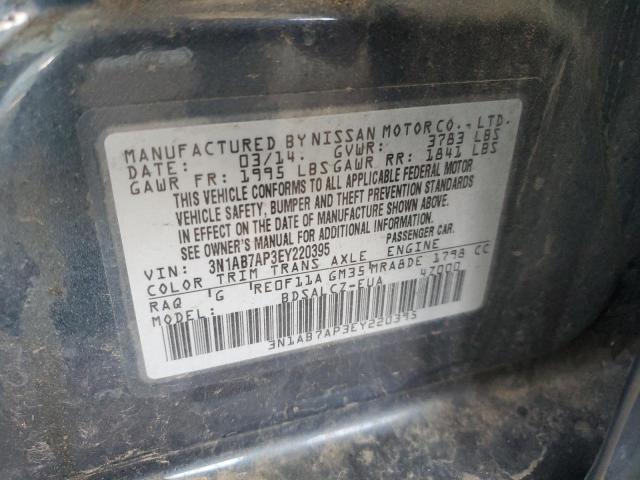 MANUFACTURED BY NISSAN MOTOR CO., LTD.
DATE: 03/14. GVWR: 3783 LBS
GAWR FR: 1995 LBS GAWR RR: 1841 LBS
THIS VEHICLE CONFORMS TO ALL APPLICABLE FEDERAL MOTOR
VEHICLE SAFETY, BUMPER AND THEFT PREVENTION STANDARDS
IN EFFECT ON THE DATE OF MANUFACTURE SHOWN ABOVE.
SEE OWNER'S MANUAL FOR ADDITIONAL INFORMATION.
VIN: 3N1AB7AP3EY220395 PASSENGER CAR.
COLOR TRIM TRANS AXLE ENGINE
RAQ G RE0F11A GM35 MRA8DE 1798 CC
MODEL: BDSALCZ-EUA 47000
3N1AB7AP3EY220395